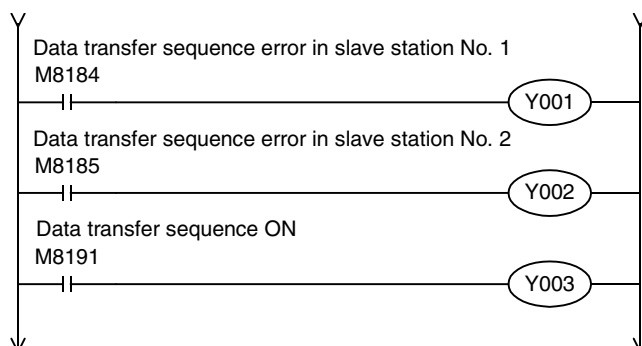 Data transfer sequence error in slave station No. 1
M8184
Y001
Data transfer sequence error in slave station No. 2
M8185
Y002
Data transfer sequence ON
M8191
Y003